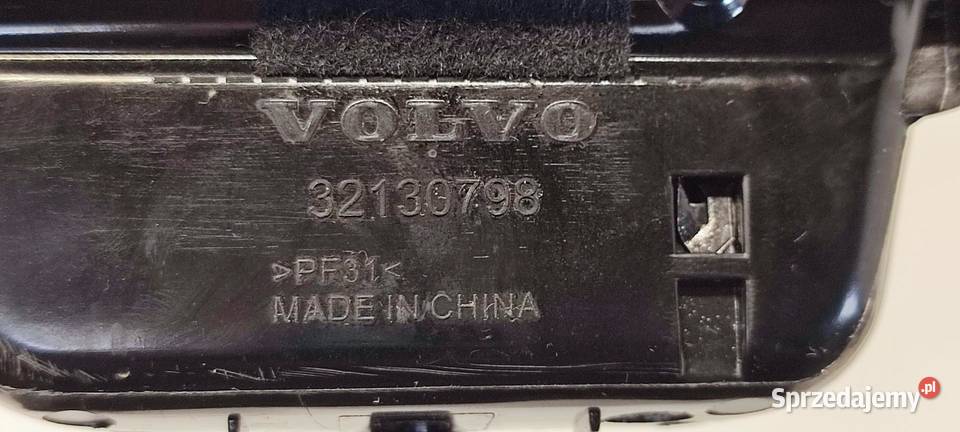 VOLVO
32130798
>PF31<
MADE IN CHINA
Sprzedajemy.pl